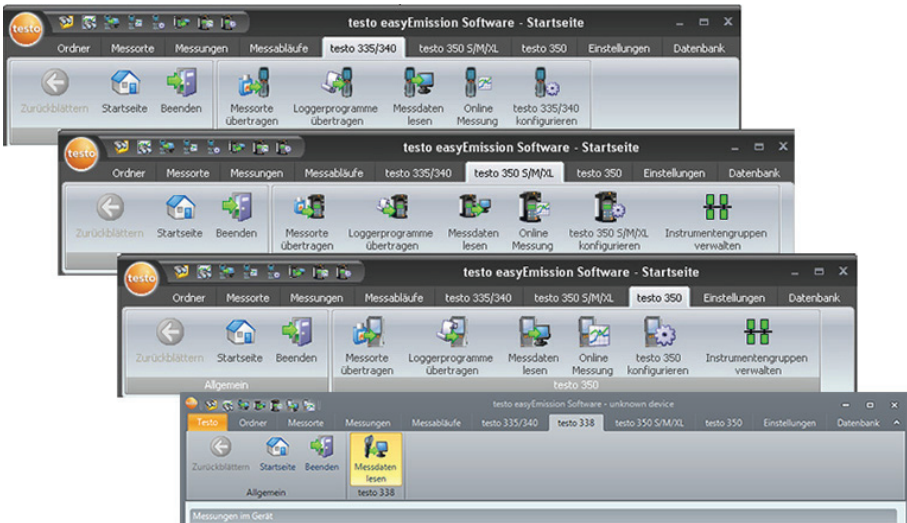 testo
testo easyEmission Software - Startseite
Ordner Messorte Messungen Messabläufe testo 335/340 testo 350 S/M/XL testo 350 Einstellungen Datenbank
Zurückblättern Startseite Beenden Messorte übertragen Loggerprogramme übertragen Messdaten lesen Online Messung testo 335/340 konfigurieren
testo
testo easyEmission Software - Startseite
Ordner Messorte Messungen Messabläufe testo 335/340 testo 350 S/M/XL testo 350 Einstellungen Datenbank
Zurückblättern Startseite Beenden Messorte übertragen Loggerprogramme übertragen Messdaten lesen Online Messung testo 350 S/M/XL konfigurieren Instrumentengruppen verwalten
testo
testo easyEmission Software - Startseite
Ordner Messorte Messungen Messabläufe testo 335/340 testo 350 S/M/XL testo 350 Einstellungen Datenbank
Zurückblättern Startseite Beenden Messorte übertragen Loggerprogramme übertragen Messdaten lesen Online Messung testo 350 konfigurieren Instrumentengruppen verwalten
Allgemein testo 350
testo easyEmission Software - unknown device
Testo Ordner Messorte Messungen Messabläufe testo 335/340 testo 338 testo 350 S/M/XL testo 350 Einstellungen Datenbank
Zurückblättern Startseite Beenden Messdaten lesen
Allgemein testo 338
Messungen im Gerät